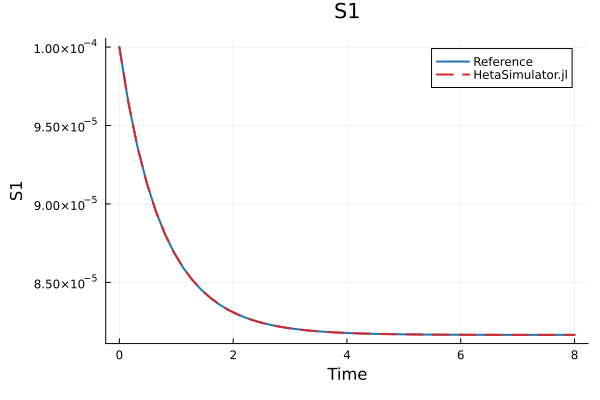 S1
Reference
HetaSimulator.jl
1.00×10⁻⁴
9.50×10⁻⁵
9.00×10⁻⁵
8.50×10⁻⁵
S1
0 2 4 6 8
Time